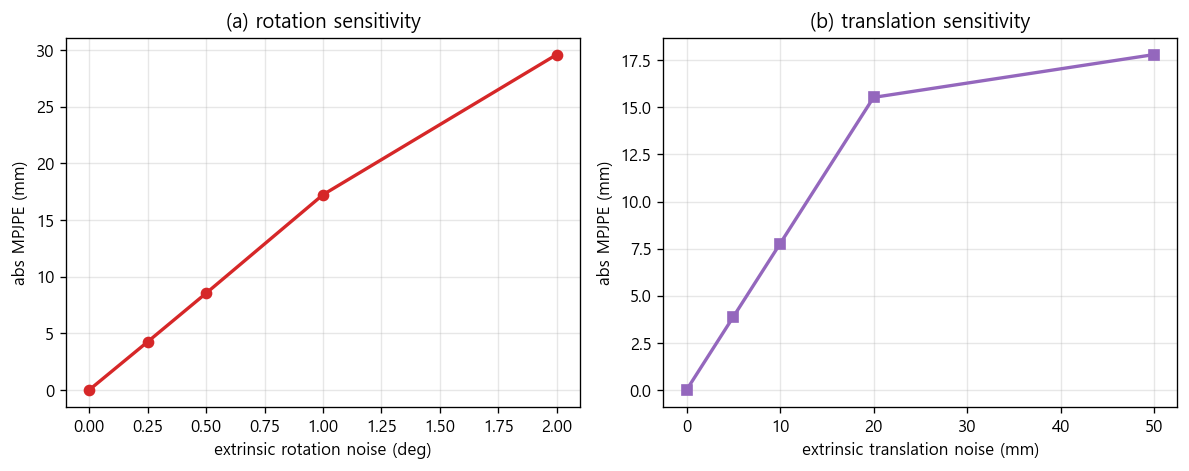 (a) rotation sensitivity
abs MPJPE (mm)
30
25
20
15
10
5
0
0.00 0.25 0.50 0.75 1.00 1.25 1.50 1.75 2.00
extrinsic rotation noise (deg)
(b) translation sensitivity
abs MPJPE (mm)
17.5
15.0
12.5
10.0
7.5
5.0
2.5
0.0
0 10 20 30 40 50
extrinsic translation noise (mm)